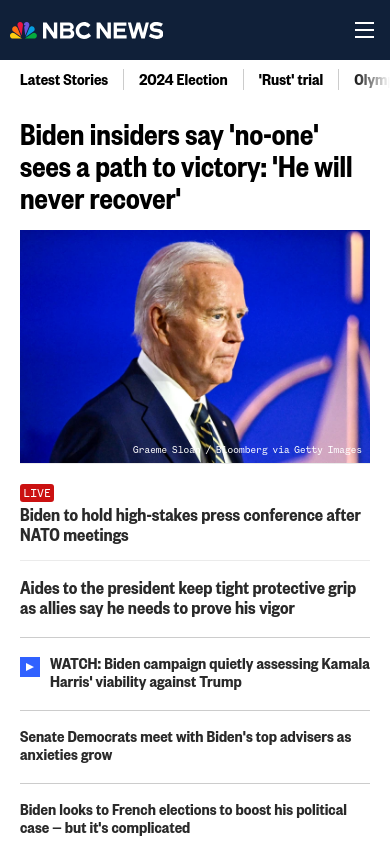 NBC NEWS
Latest Stories
2024 Election
'Rust' trial
Olym
Biden insiders say 'no-one'
sees a path to victory: 'He will
never recover'
Graeme Sloan / Bloomberg via Getty Images
LIVE
Biden to hold high-stakes press conference after
NATO meetings
Aides to the president keep tight protective grip
as allies say he needs to prove his vigor
WATCH: Biden campaign quietly assessing Kamala
Harris' viability against Trump
Senate Democrats meet with Biden's top advisers as
anxieties grow
Biden looks to French elections to boost his political
case — but it's complicated